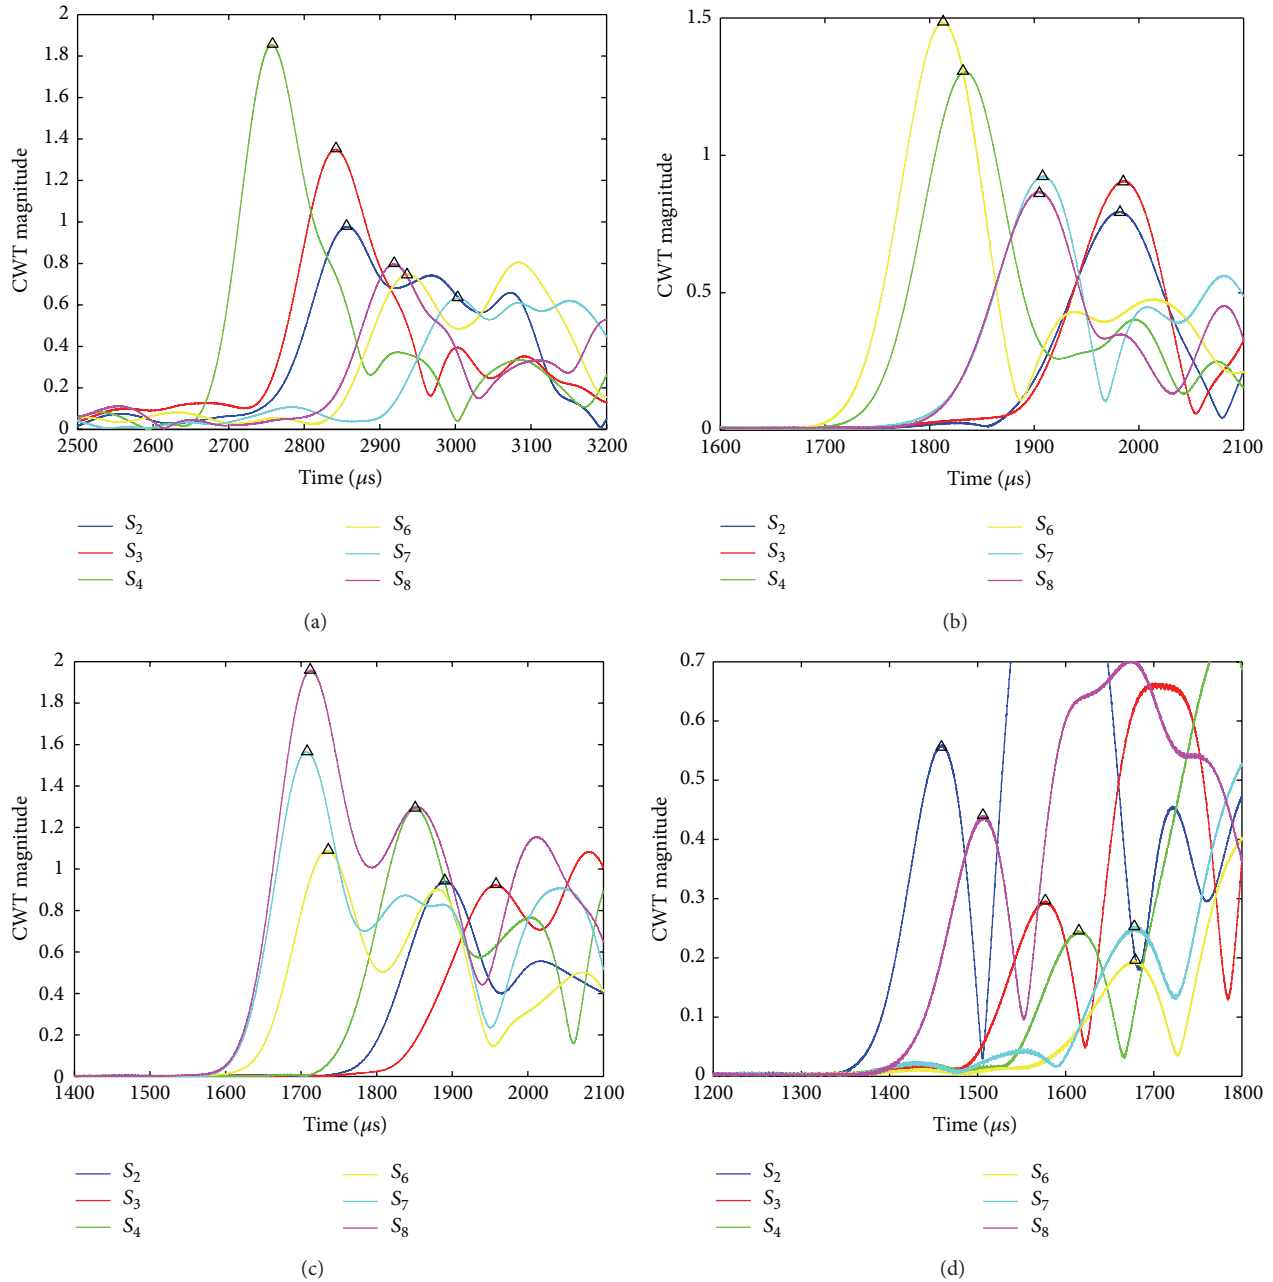 2
1.8
1.6
1.4
1.2
1
0.8
0.6
0.4
0.2
0
CWT magnitude
2500 2600 2700 2800 2900 3000 3100 3200
Time (μs)
S2 S6
S3 S7
S4 S8
(a)
1.5
1
0.5
0
CWT magnitude
1600 1700 1800 1900 2000 2100
Time (μs)
S2 S6
S3 S7
S4 S8
(b)
2
1.8
1.6
1.4
1.2
1
0.8
0.6
0.4
0.2
0
CWT magnitude
1400 1500 1600 1700 1800 1900 2000 2100
Time (μs)
S2 S6
S3 S7
S4 S8
(c)
0.7
0.6
0.5
0.4
0.3
0.2
0.1
0
CWT magnitude
1200 1300 1400 1500 1600 1700 1800
Time (μs)
S2 S6
S3 S7
S4 S8
(d)